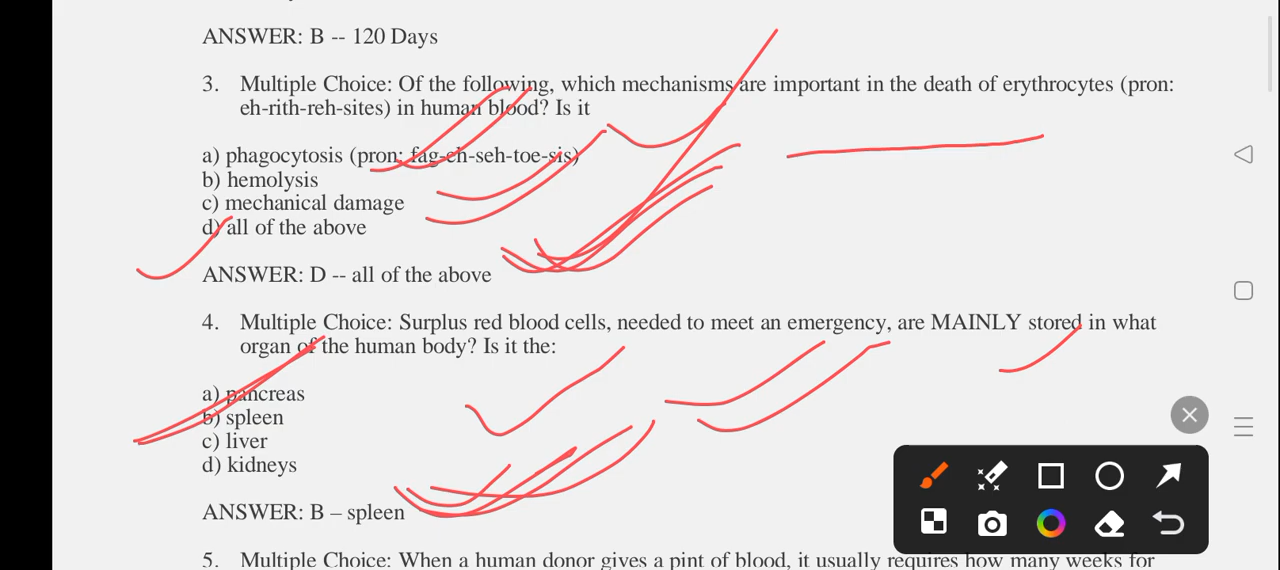 ANSWER: B -- 120 Days
3. Multiple Choice: Of the following, which mechanisms are important in the death of erythrocytes (pron:
eh-rith-reh-sites) in human blood? Is it
a) phagocytosis (pron: fag-eh-seh-toe-sis)
b) hemolysis
c) mechanical damage
d) all of the above
ANSWER: D -- all of the above
4. Multiple Choice: Surplus red blood cells, needed to meet an emergency, are MAINLY stored in what
organ of the human body? Is it the:
a) pancreas
b) spleen
c) liver
d) kidneys
ANSWER: B – spleen
5. Multiple Choice: When a human donor gives a pint of blood, it usually requires how many weeks for